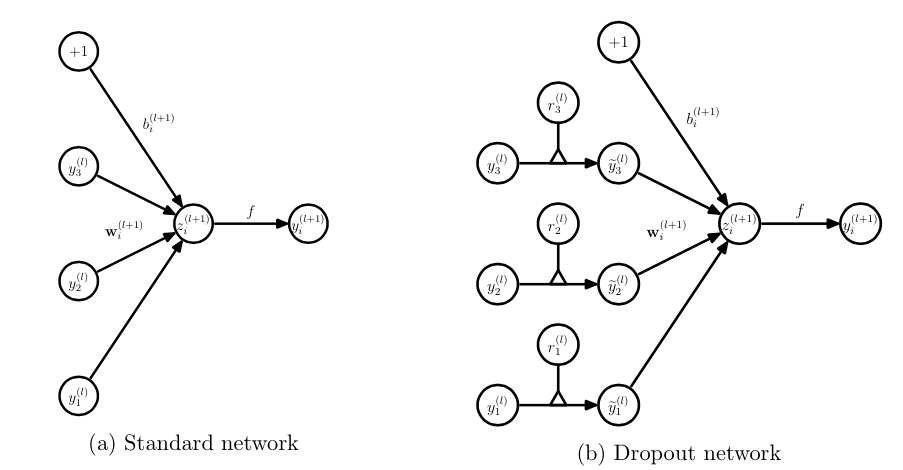 +1
b_i^{(l+1)}
y_3^{(l)}
w_i^{(l+1)}
z_i^{(l+1)}
f
y_i^{(l+1)}
y_2^{(l)}
y_1^{(l)}
(a) Standard network
+1
r_3^{(l)}
b_i^{(l+1)}
y_3^{(l)}
ỹ_3^{(l)}
r_2^{(l)}
w_i^{(l+1)}
z_i^{(l+1)}
f
y_i^{(l+1)}
y_2^{(l)}
ỹ_2^{(l)}
r_1^{(l)}
y_1^{(l)}
ỹ_1^{(l)}
(b) Dropout network